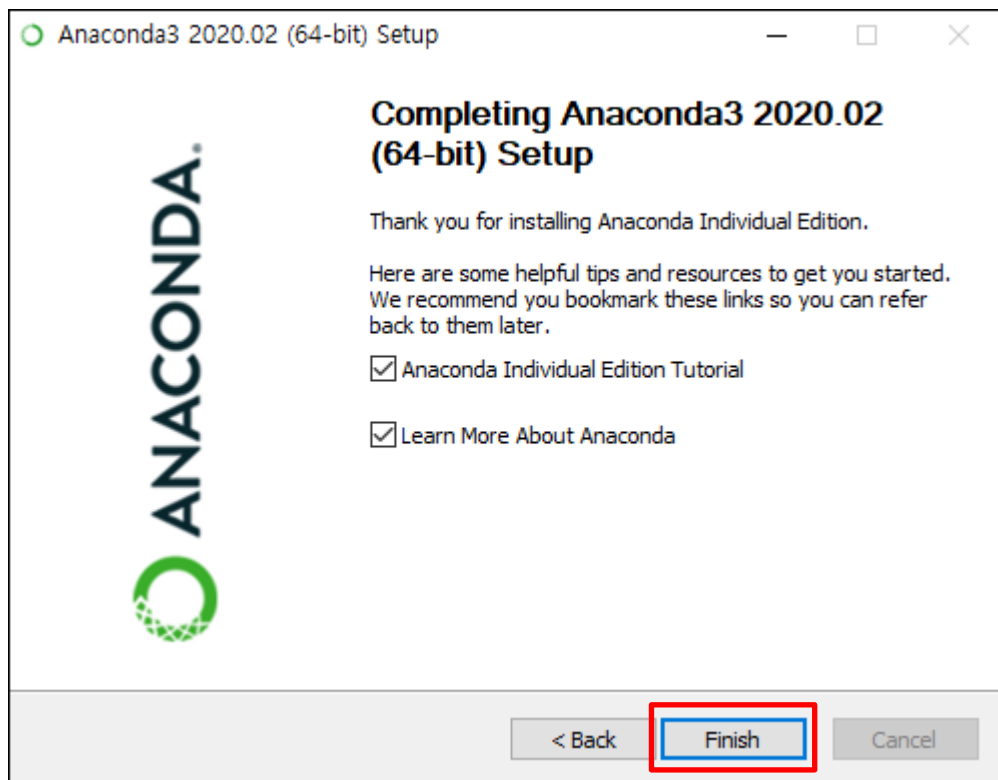 Anaconda3 2020.02 (64-bit) Setup
Completing Anaconda3 2020.02
(64-bit) Setup
Thank you for installing Anaconda Individual Edition.
Here are some helpful tips and resources to get you started.
We recommend you bookmark these links so you can refer
back to them later.
Anaconda Individual Edition Tutorial
Learn More About Anaconda
ANACONDA.
< Back
Finish
Cancel